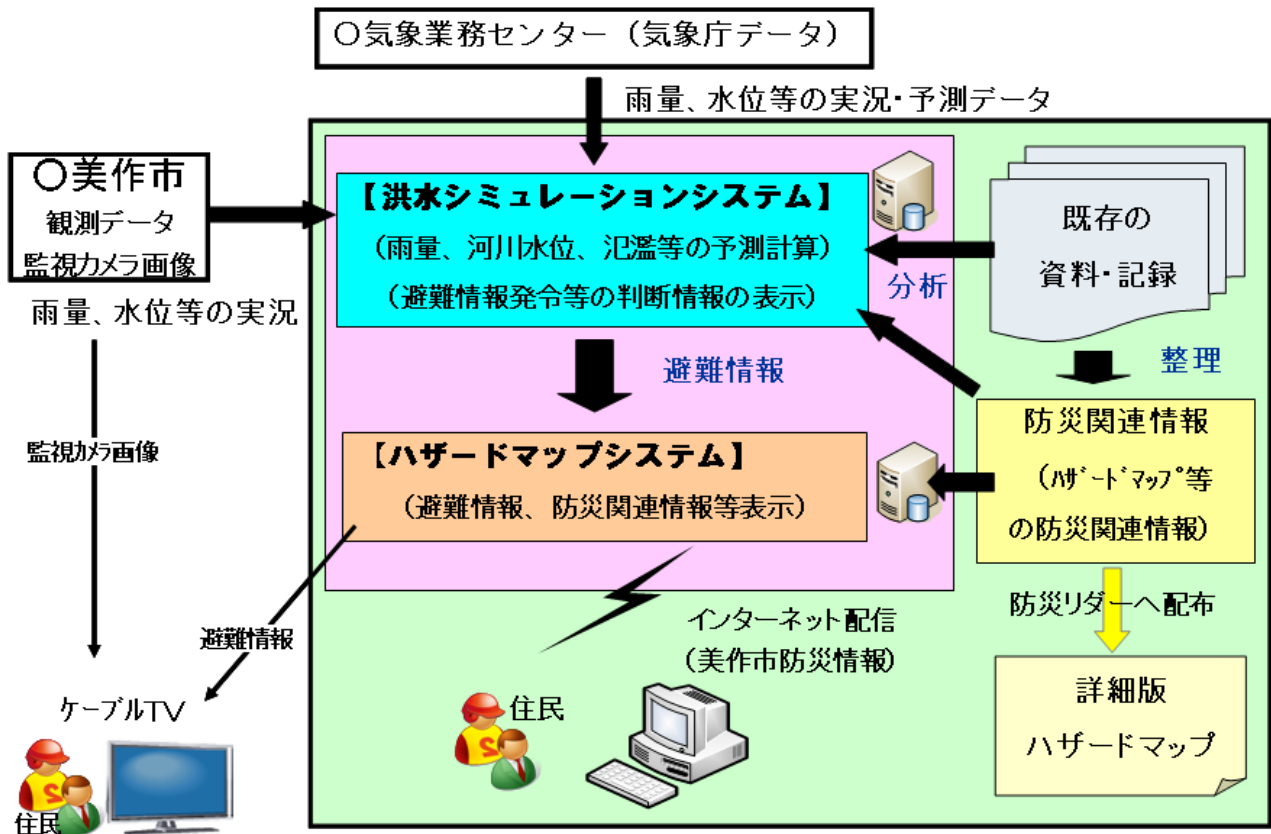 ○気象業務センター（気象庁データ）
雨量、水位等の実況・予測データ
○美作市
観測データ
監視カメラ画像
雨量、水位等の実況
【洪水シミュレーションシステム】
（雨量、河川水位、氾濫等の予測計算）
（避難情報発令等の判断情報の表示）
分析
既存の
資料・記録
避難情報
整理
監視カメラ画像
【ハザードマップシステム】
（避難情報、防災関連情報等表示）
防災関連情報
（ﾊｻﾞｰﾄﾞﾏｯﾌﾟ等
の防災関連情報）
避難情報
インターネット配信
（美作市防災情報）
防災リダーへ配布
ケーブルTV
住民
詳細版
ハザードマップ
住民